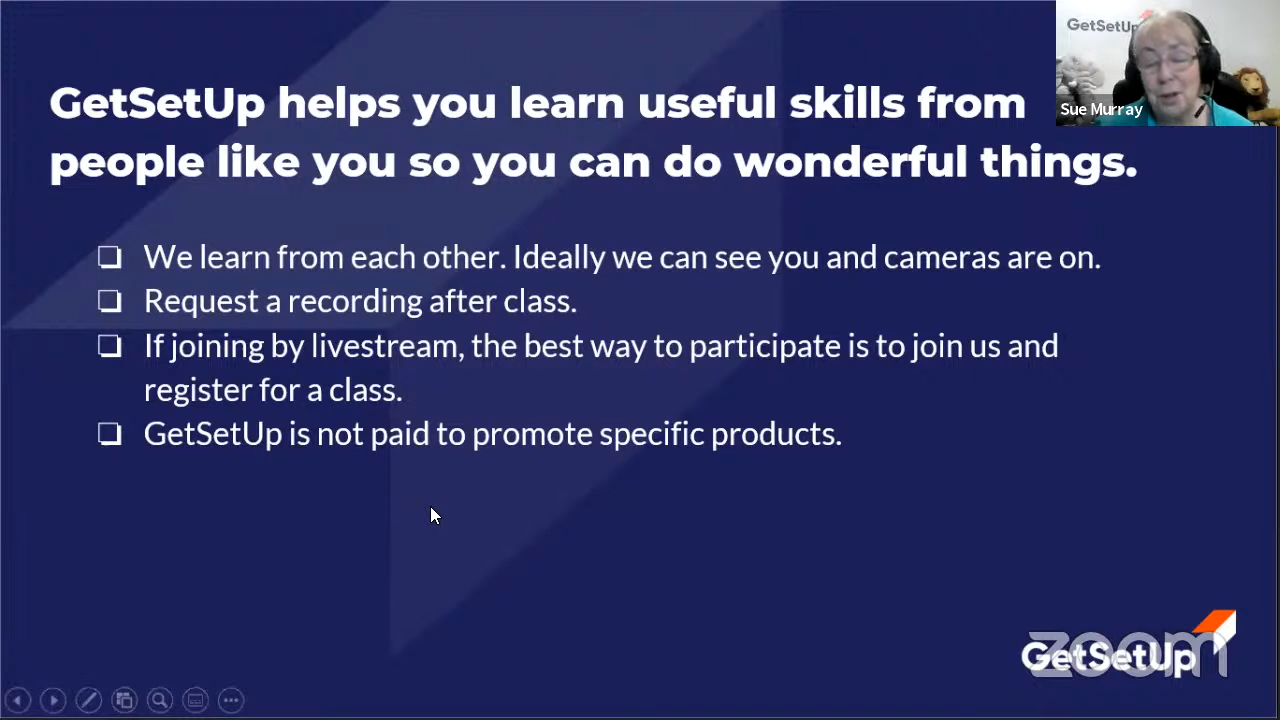 GetSetUp
Sue Murray
GetSetUp helps you learn useful skills from
people like you so you can do wonderful things.
❏ We learn from each other. Ideally we can see you and cameras are on.
❏ Request a recording after class.
❏ If joining by livestream, the best way to participate is to join us and
register for a class.
❏ GetSetUp is not paid to promote specific products.
zoom
GetSetUp